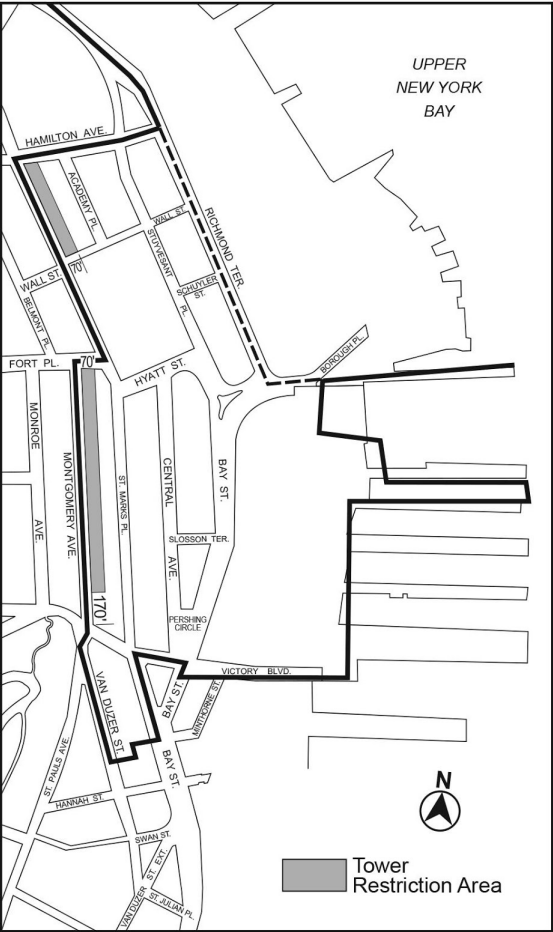 UPPER
NEW YORK
BAY
HAMILTON AVE.
ACADEMY PL.
WALL ST.
RICHMOND TER.
STUYVESANT
PL.
SCHUYLER
ST.
70'
WALL ST.
BELMONT PL.
BOROUGH PL.
70'
FORT PL.
HYATT ST.
MONROE
AVE.
MONTGOMERY AVE.
ST. MARKS PL.
CENTRAL
AVE.
BAY ST.
SLOSSON TER.
170'
PERSHING
CIRCLE
VICTORY BLVD.
VAN DUZER ST.
BAY ST.
MINTHORNE ST.
BAY ST.
ST. PAULS AVE.
HANNAH ST.
SWAN ST.
VAN DUZER
ST. EXT.
ST. JULIAN PL.
N
Tower
Restriction Area